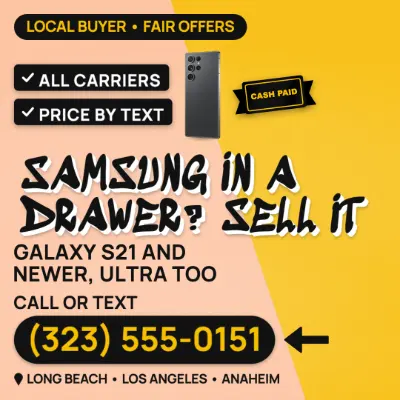 LOCAL BUYER • FAIR OFFERS
✓ ALL CARRIERS
✓ PRICE BY TEXT
CASH PAID
SAMSUNG IN A
DRAWER? SELL IT
GALAXY S21 AND
NEWER, ULTRA TOO
CALL OR TEXT
(323) 555-0151
LONG BEACH • LOS ANGELES • ANAHEIM